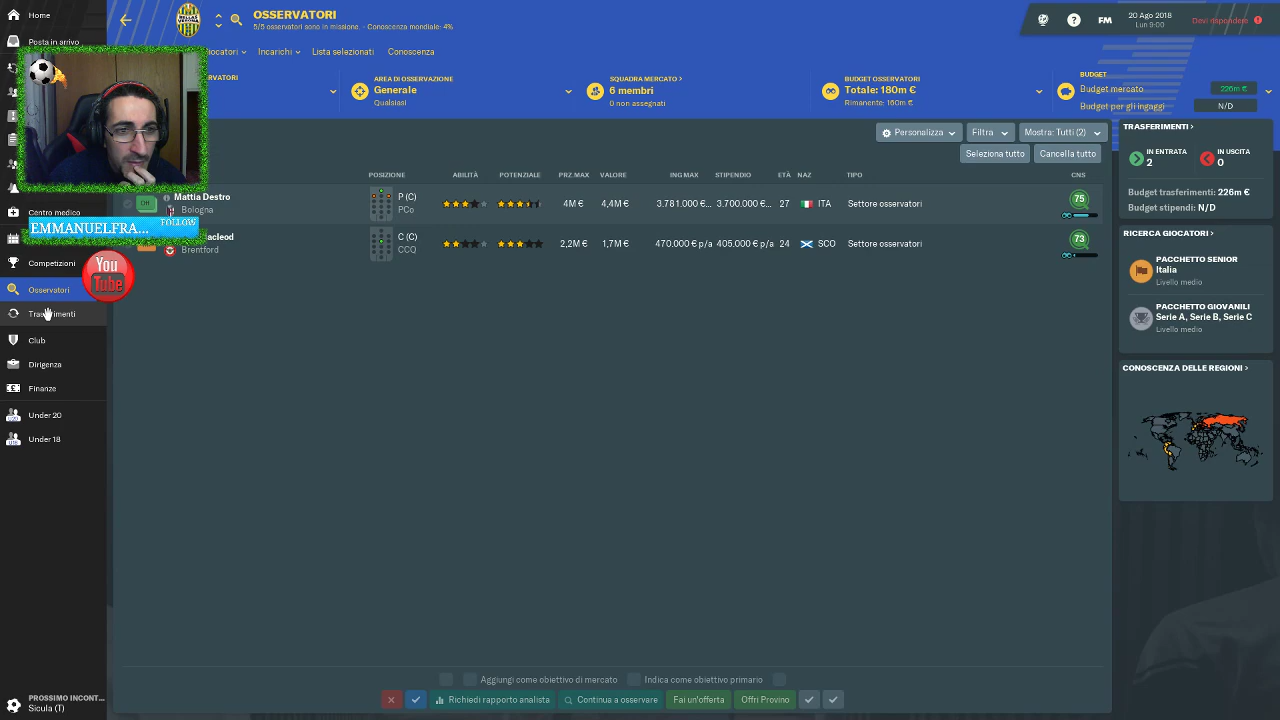 Home
OSSERVATORI
5/5 osservatori sono in missione. - Conoscenza mondiale: 4%
FM
20 Ago 2018
Lun 9:00
Devi rispondere
Posta in arrivo
Incarichi
Lista selezionati
Conoscenza
AREA DI OSSERVAZIONE
Generale
Qualsiasi
SQUADRA MERCATO >
6 membri
0 non assegnati
BUDGET OSSERVATORI
Totale: 180m €
Rimanente: 160m €
BUDGET
Budget mercato
226m €
Budget per gli ingaggi
N/D
Personalizza
Filtra
Mostra: Tutti (2)
Seleziona tutto
Cancella tutto
POSIZIONE
ABILITÀ
POTENZIALE
PRZ.MAX
VALORE
ING MAX
STIPENDIO
ETÀ
NAZ
TIPO
CNS
Off
Mattia Destro
Bologna
P (C)
PCo
4M €
4,4M €
3.781.000 €...
3.700.000 €...
27
ITA
Settore osservatori
75
Brentford
C (C)
CCQ
2,2M €
1,7M €
470.000 € p/a
405.000 € p/a
24
SCO
Settore osservatori
73
Centro medico
EMMANUELFRA...
FOLLOW
You
Tube
Competizioni
Osservatori
Trasferimenti
Club
Dirigenza
Finanze
Under 20
Under 18
PROSSIMO INCONT...
Sicula (T)
TRASFERIMENTI >
IN ENTRATA
2
IN USCITA
0
Budget trasferimenti: 226m €
Budget stipendi: N/D
RICERCA GIOCATORI >
PACCHETTO SENIOR
Italia
Livello medio
PACCHETTO GIOVANILI
Serie A, Serie B, Serie C
Livello medio
CONOSCENZA DELLE REGIONI >
Aggiungi come obiettivo di mercato
Indica come obiettivo primario
Richiedi rapporto analista
Continua a osservare
Fai un'offerta
Offri Provino